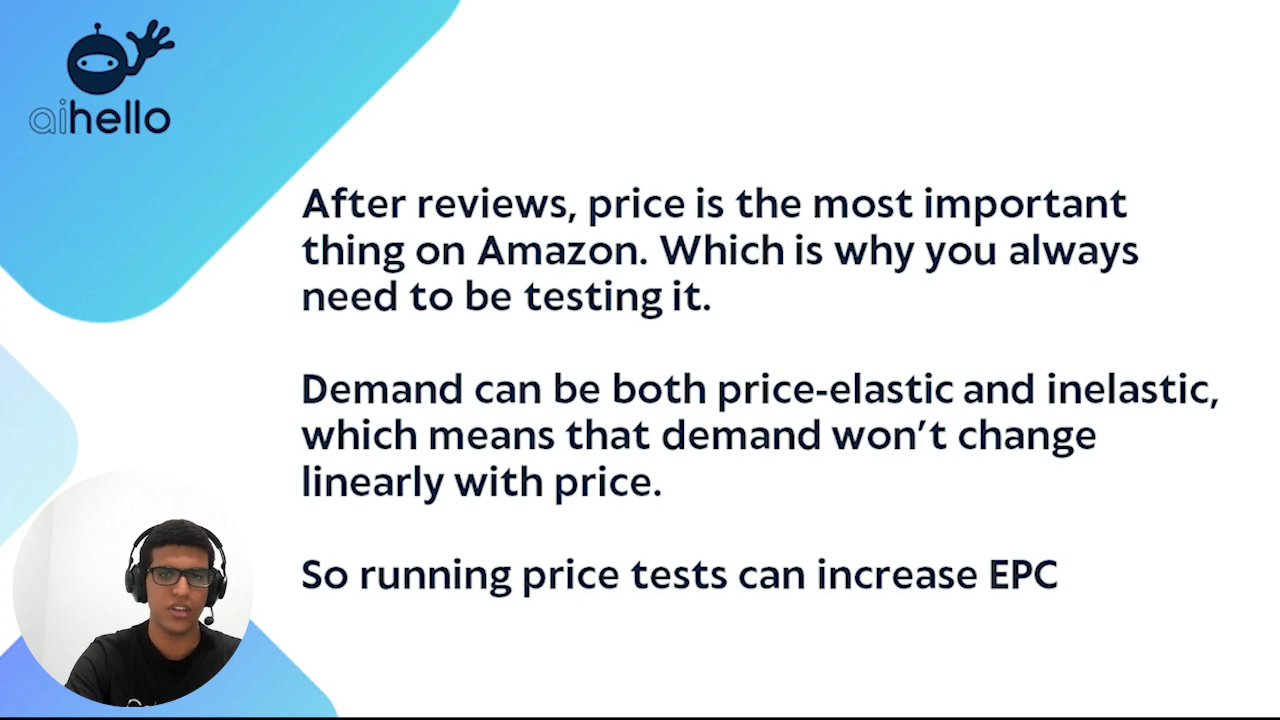 aihello
After reviews, price is the most important
thing on Amazon. Which is why you always
need to be testing it.
Demand can be both price-elastic and inelastic,
which means that demand won't change
linearly with price.
So running price tests can increase EPC